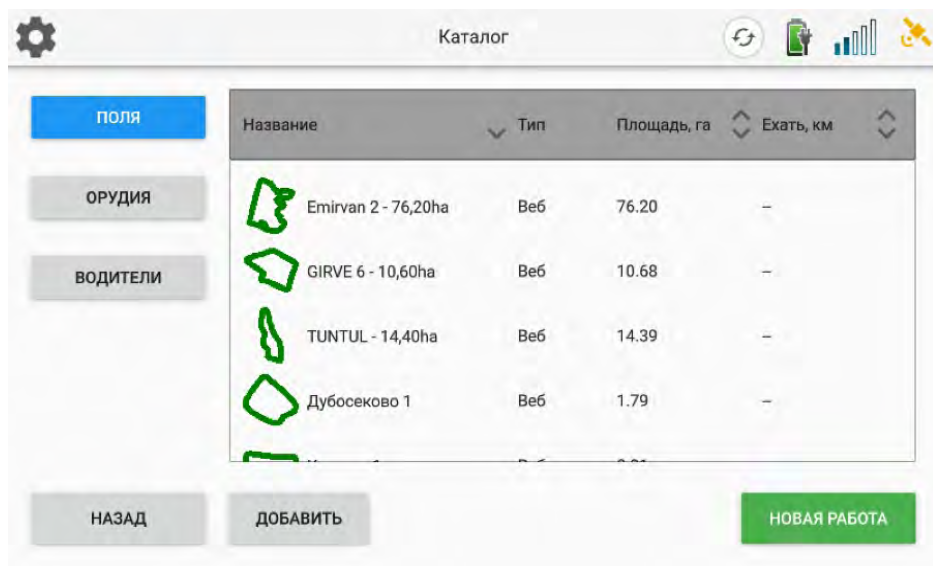 Каталог
ПОЛЯ
ОРУДИЯ
ВОДИТЕЛИ
Название Тип Площадь, га Ехать, км
Emirvan 2 - 76,20ha Веб 76.20 –
GIRVE 6 - 10,60ha Веб 10.68 –
TUNTUL - 14,40ha Веб 14.39 –
Дубосеково 1 Веб 1.79 –
НАЗАД ДОБАВИТЬ НОВАЯ РАБОТА